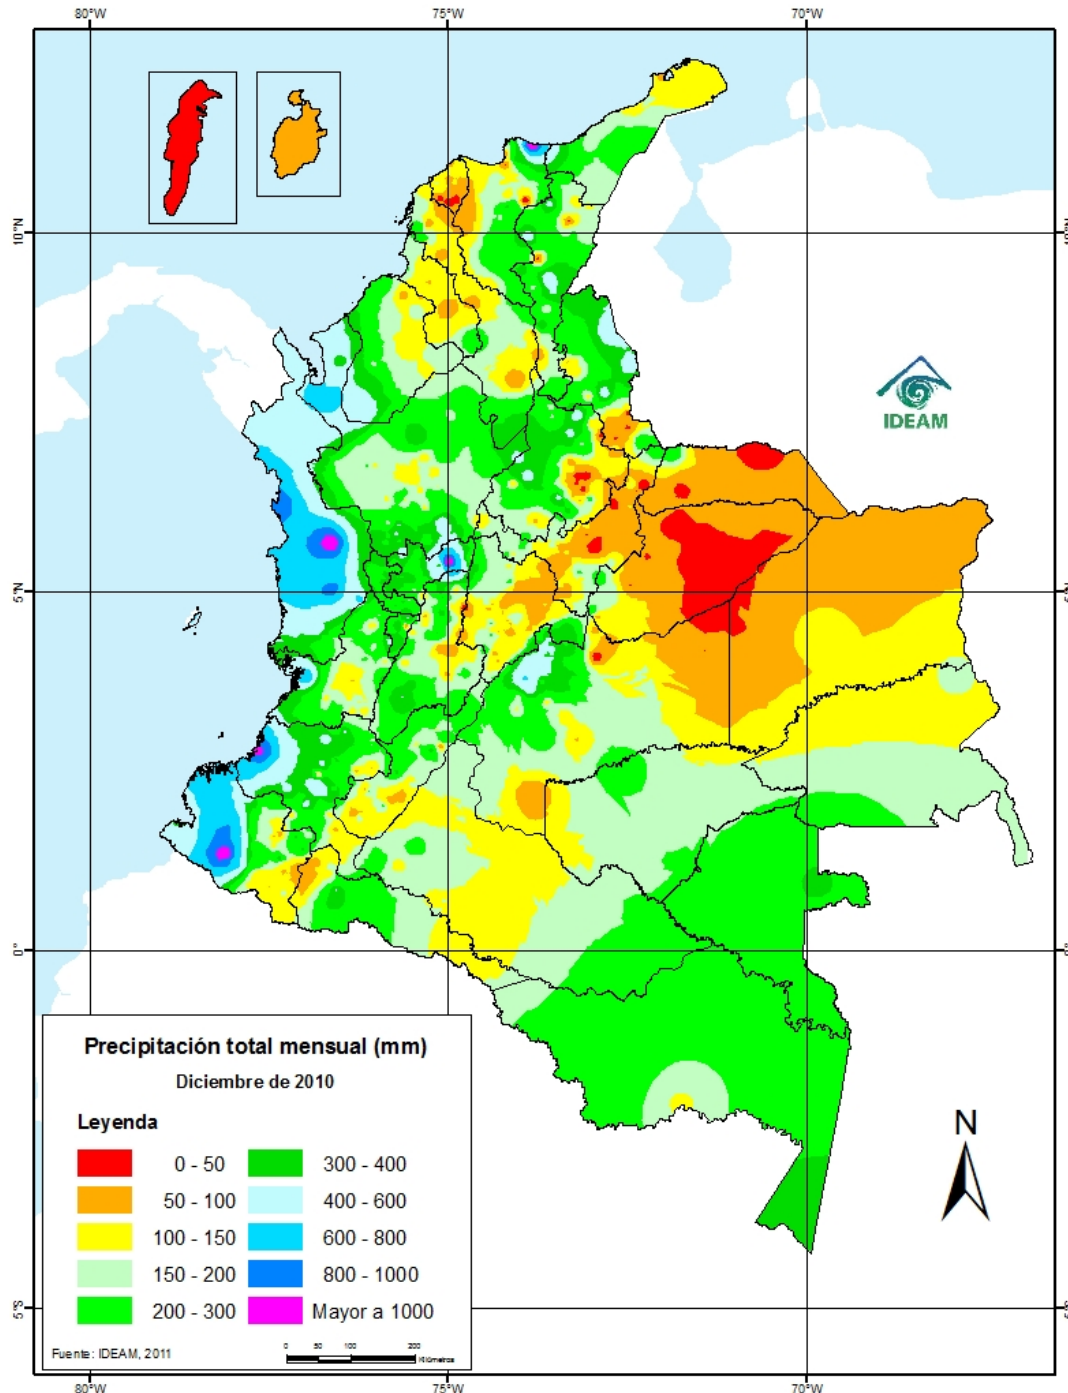 80°W 75°W 70°W
10°N
IDEAM
5°N
0°
Precipitación total mensual (mm)
Diciembre de 2010
Leyenda
0 - 50 300 - 400
50 - 100 400 - 600
100 - 150 600 - 800
150 - 200 800 - 1000
200 - 300 Mayor a 1000
Fuente: IDEAM, 2011
0 50 100 200
Kilómetros
N
5°S
80°W 75°W 70°W